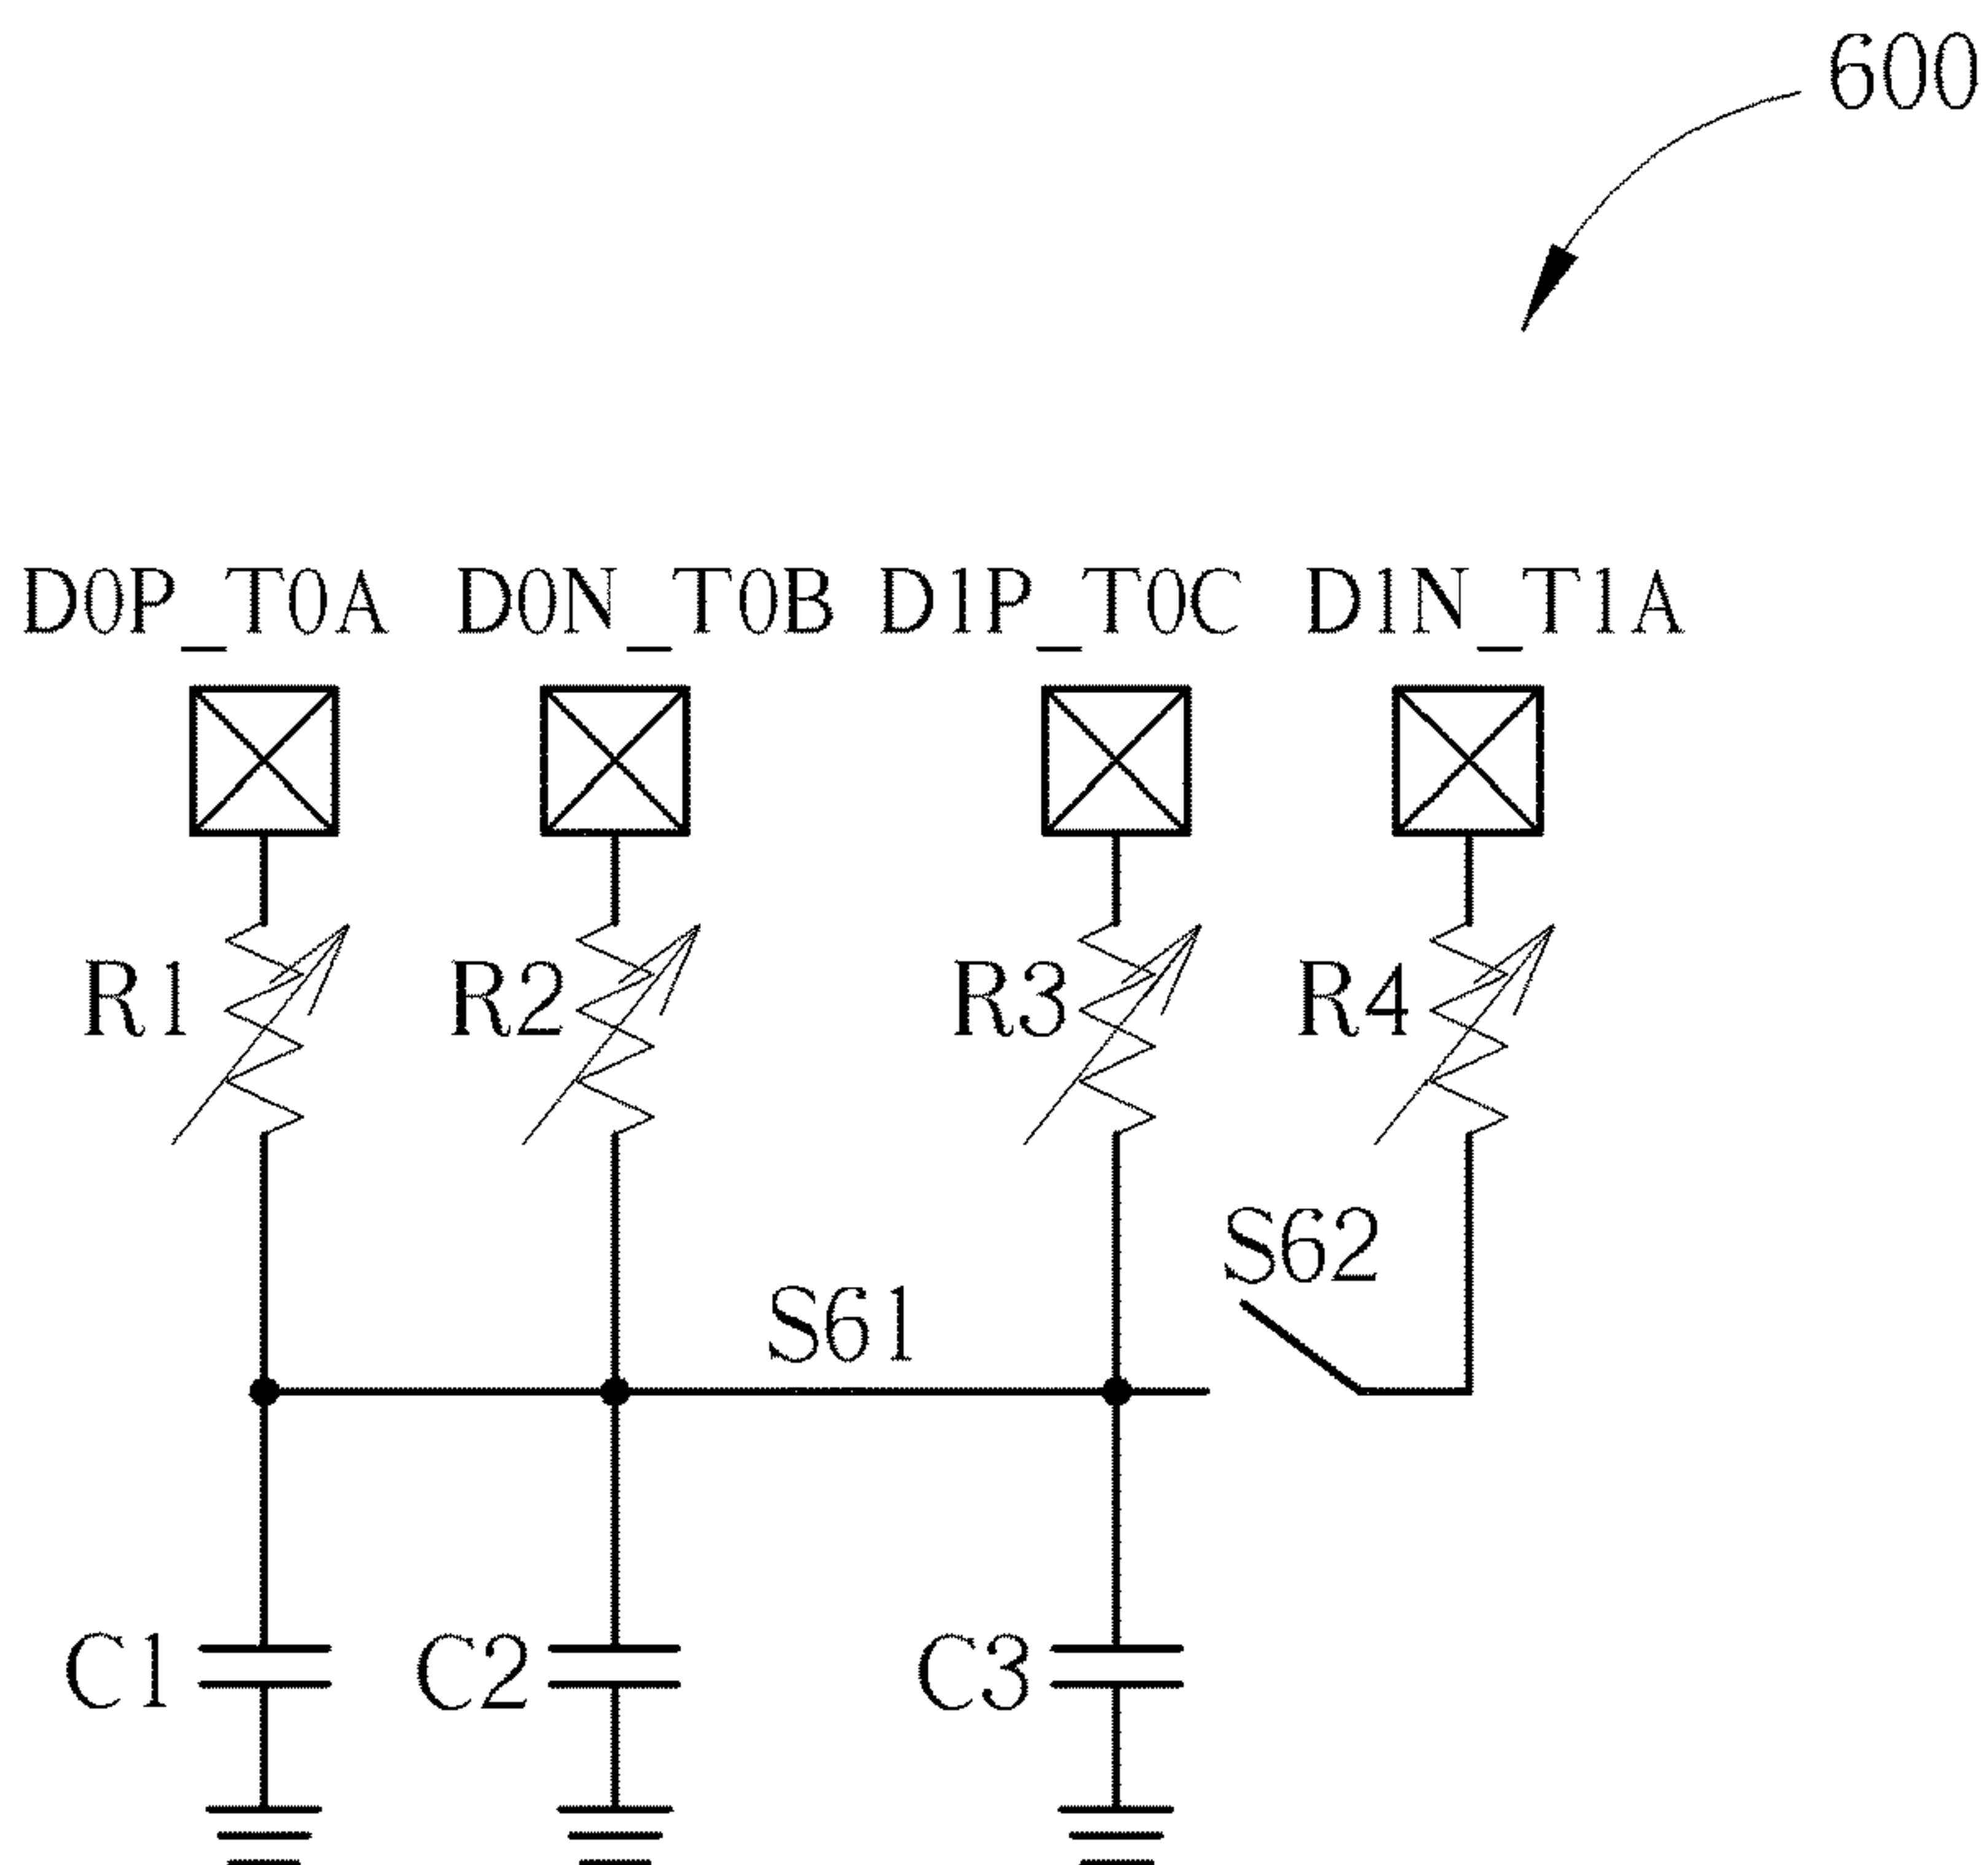 600
D0P_T0A D0N_T0B D1P_T0C D1N_T1A
R1 R2 R3 R4
S62
S61
C1 C2 C3